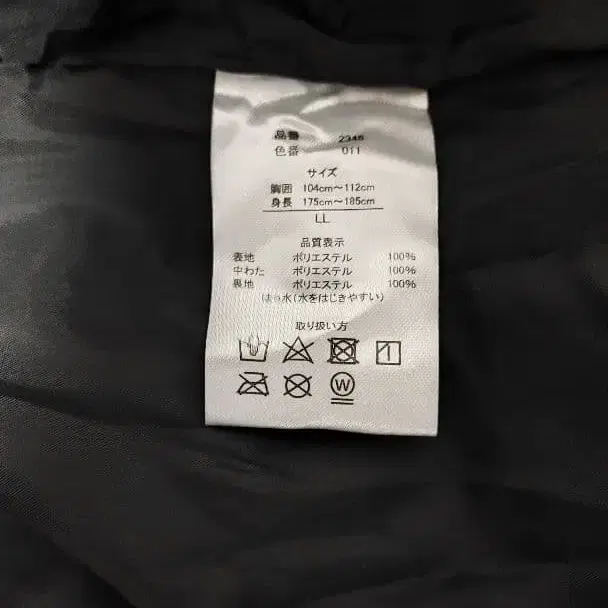 品番 2346
色番 011
サイズ
胸囲 104cm～112cm
身長 175cm～185cm
LL
品質表示
表地 ポリエステル 100%
中わた ポリエステル 100%
裏地 ポリエステル 100%
はっ水(水をはじきやすい)
取り扱い方
W